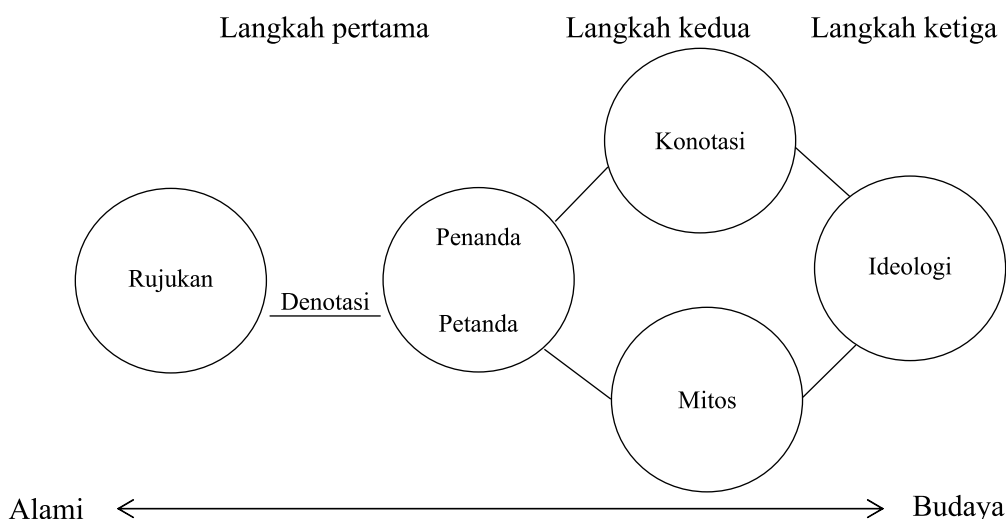 Langkah pertama
Langkah kedua
Langkah ketiga
Konotasi
Penanda
Rujukan
Ideologi
Denotasi
Petanda
Mitos
Alami
Budaya